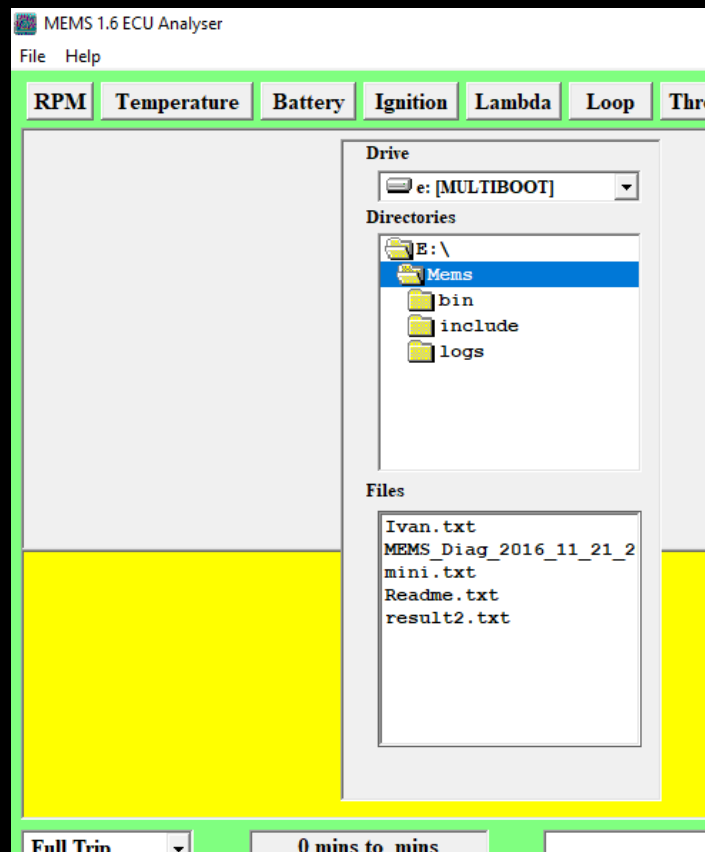 MEMS 1.6 ECU Analyser
File Help
RPM Temperature Battery Ignition Lambda Loop Thr
Drive
e: [MULTIBOOT]
Directories
E:\
Mems
bin
include
logs
Files
Ivan.txt
MEMS_Diag_2016_11_21_2
mini.txt
Readme.txt
result2.txt
Full Trip 0 mins to mins